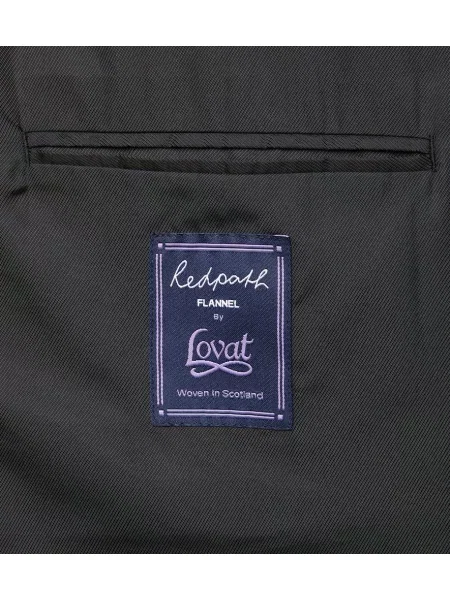 Redpath
FLANNEL
By
Lovat
Woven in Scotland